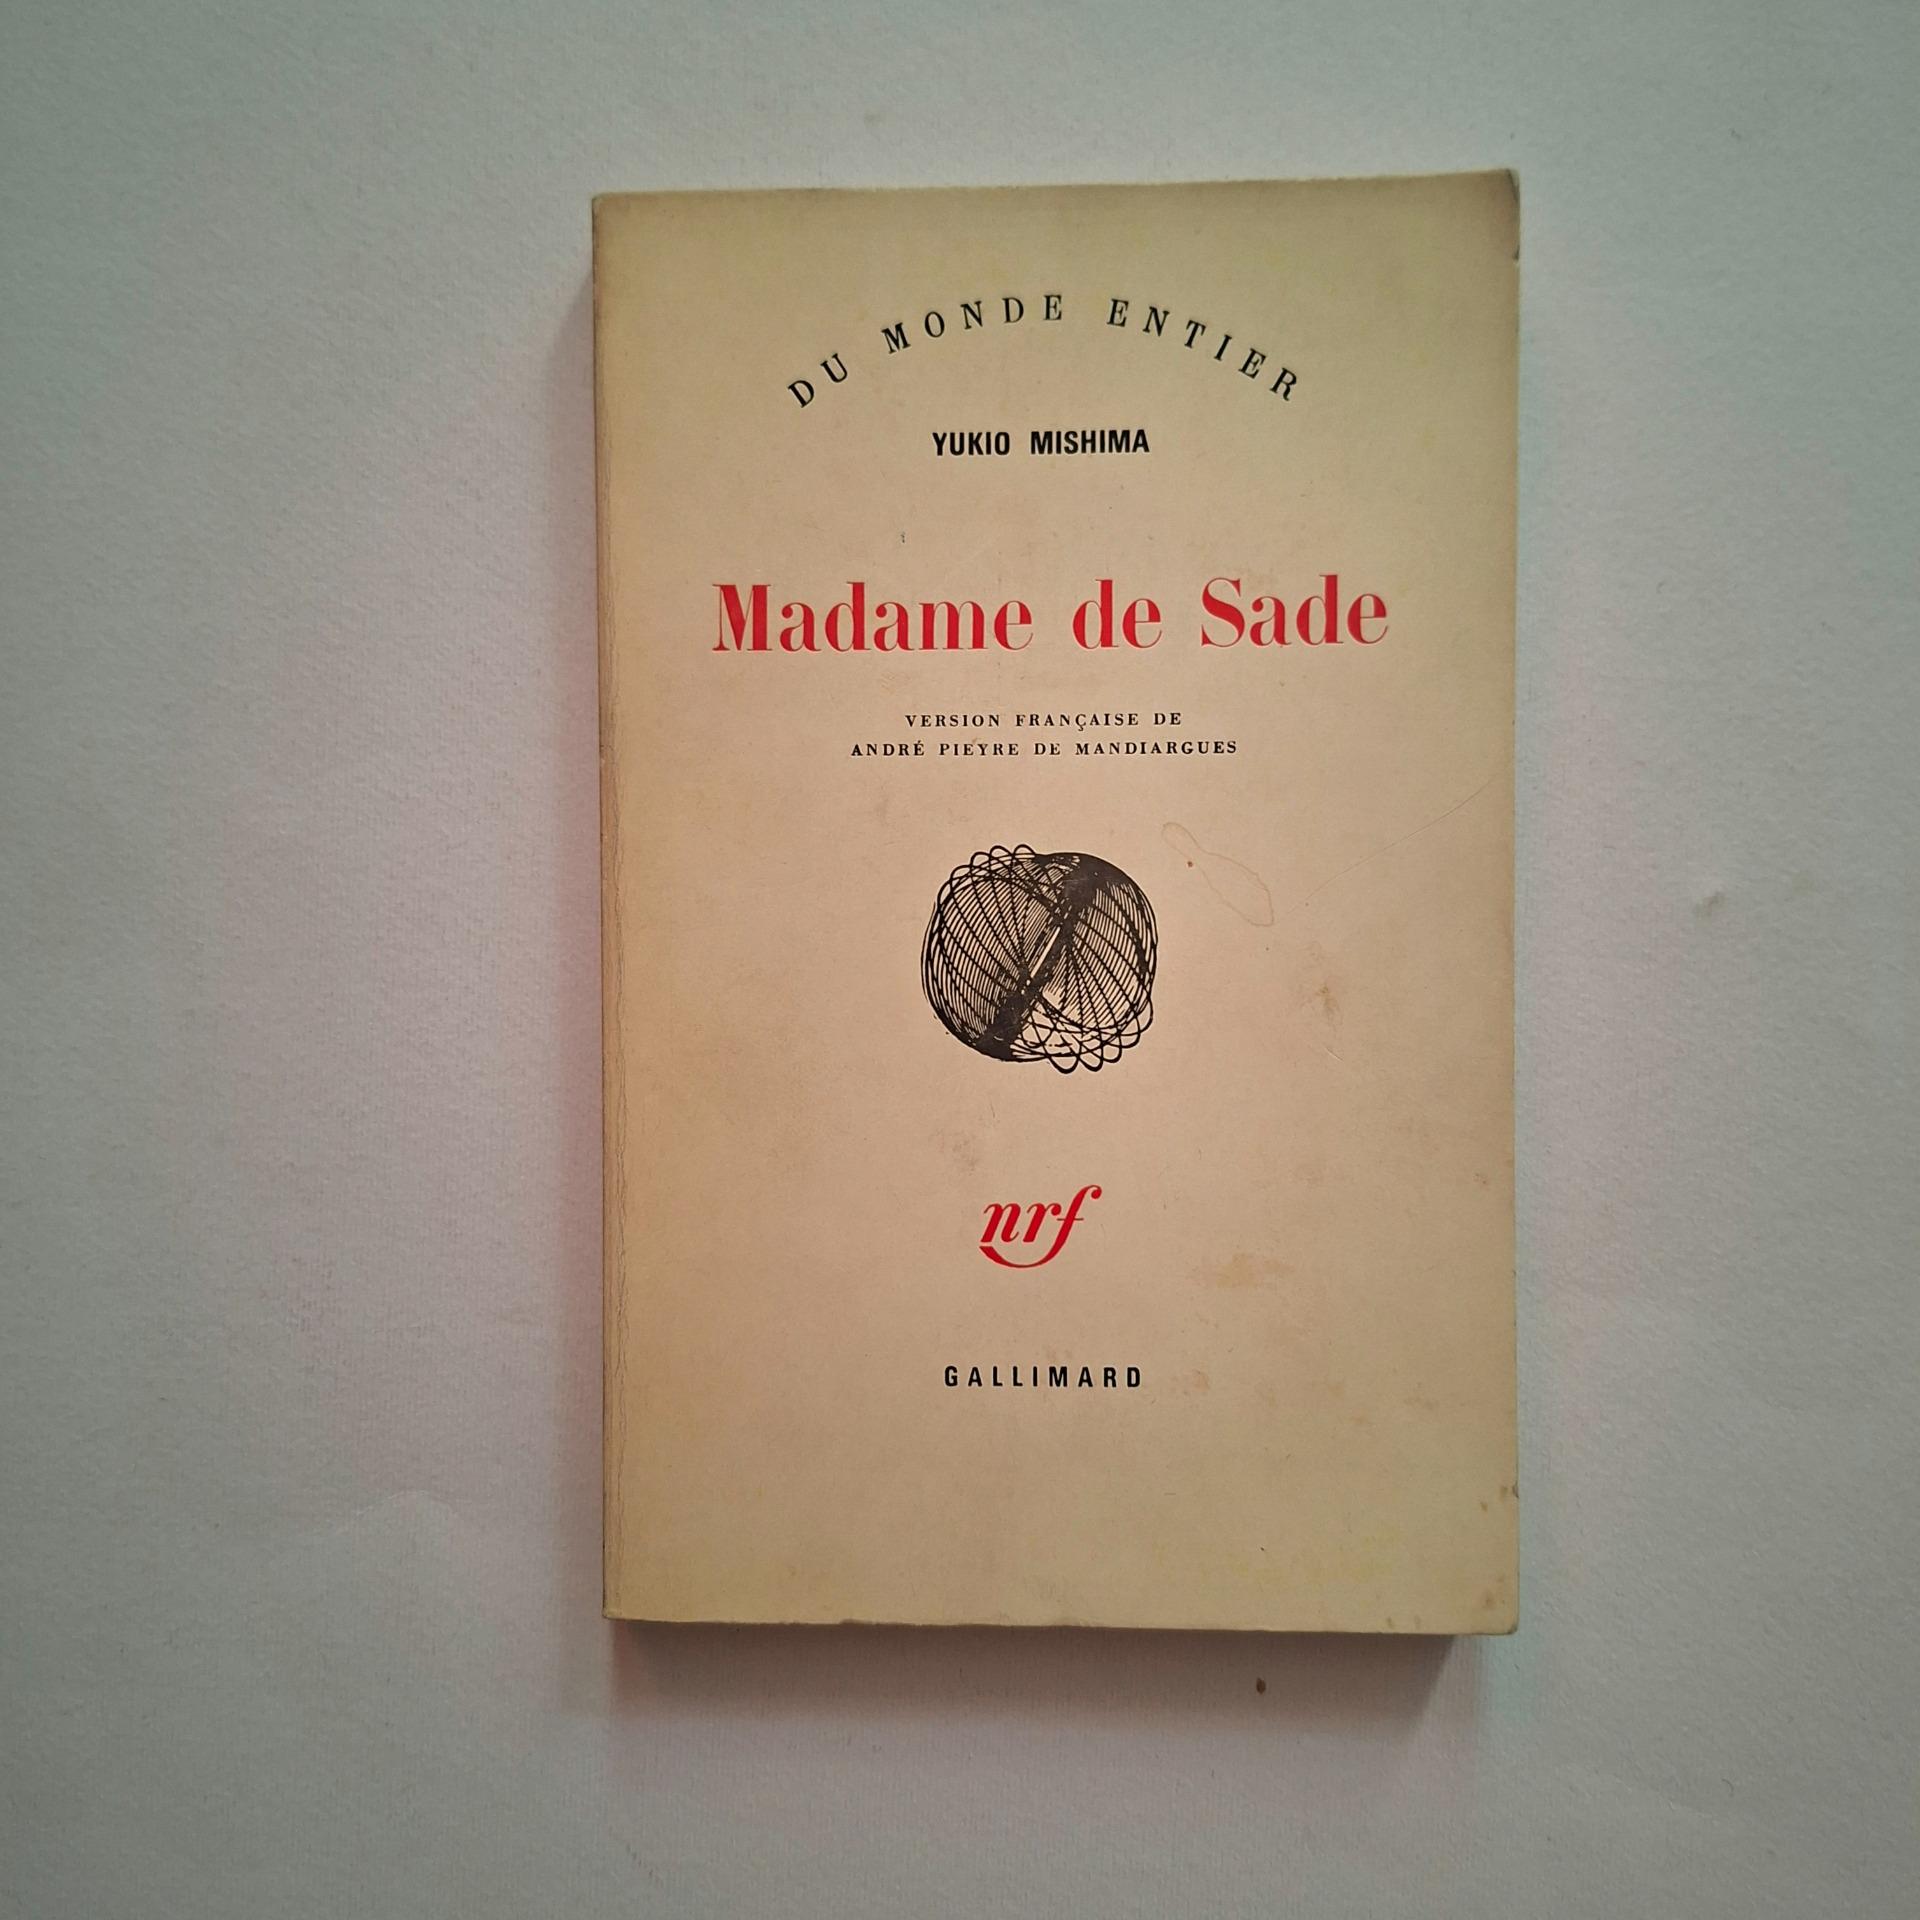 DU MONDE ENTIER
YUKIO MISHIMA
Madame de Sade
VERSION FRANÇAISE DE
ANDRÉ PIEYRE DE MANDIARGUES
nrf
GALLIMARD